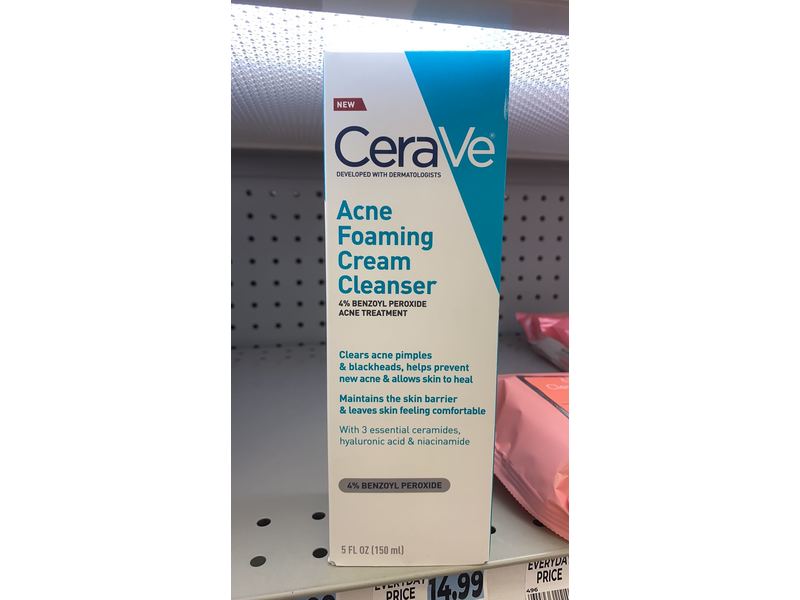 NEW
CeraVe®
DEVELOPED WITH DERMATOLOGISTS
Acne
Foaming
Cream
Cleanser
4% BENZOYL PEROXIDE
ACNE TREATMENT
Clears acne pimples
& blackheads, helps prevent
new acne & allows skin to heal
Maintains the skin barrier
& leaves skin feeling comfortable
With 3 essential ceramides,
hyaluronic acid & niacinamide
4% BENZOYL PEROXIDE
5 FL OZ (150 ml)
EVERYDAY
PRICE
14.99
EVERYDAY
PRICE
496